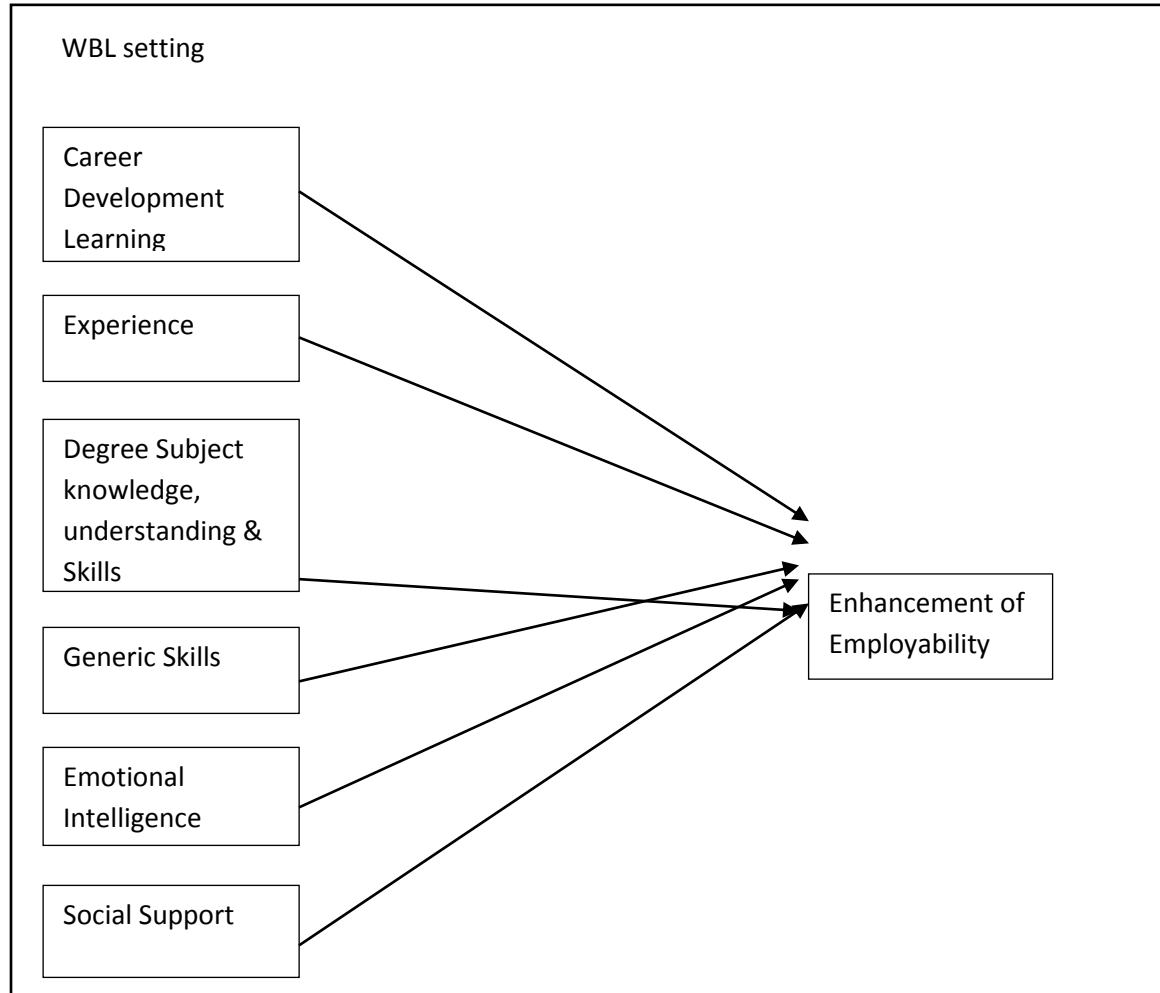 WBL setting
Career
Development
Learning
Experience
Degree Subject
knowledge,
understanding &
Skills
Generic Skills
Emotional
Intelligence
Social Support
Enhancement of
Employability